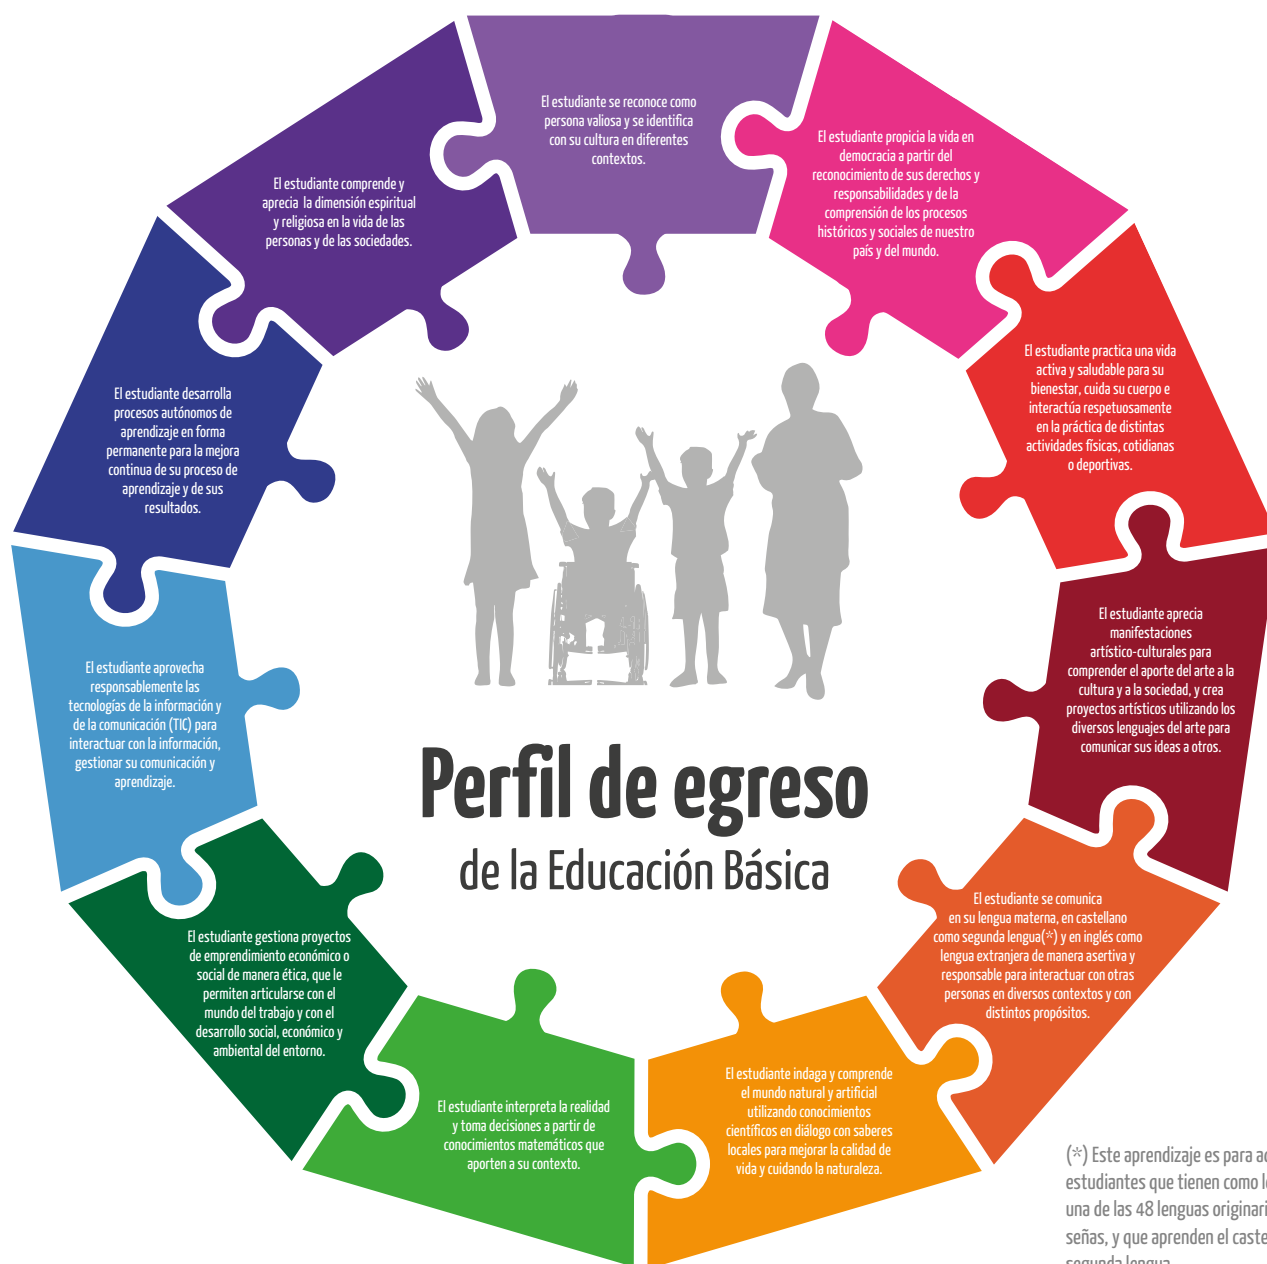 El estudiante se reconoce como
persona valiosa y se identifica
con su cultura en diferentes
contextos.
El estudiante propicia la vida en
democracia a partir del
reconocimiento de sus derechos y
responsabilidades y de la
comprensión de los procesos
históricos y sociales de nuestro
país y del mundo.
El estudiante practica una vida
activa y saludable para su
bienestar, cuida su cuerpo e
interactúa respetuosamente
en la práctica de distintas
actividades físicas, cotidianas
o deportivas.
El estudiante aprecia
manifestaciones
artístico-culturales para
comprender el aporte del arte a la
cultura y a la sociedad, y crea
proyectos artísticos utilizando los
diversos lenguajes del arte para
comunicar sus ideas a otros.
El estudiante se comunica
en su lengua materna, en castellano
como segunda lengua(*) y en inglés como
lengua extranjera de manera asertiva y
responsable para interactuar con otras
personas en diversos contextos y con
distintos propósitos.
El estudiante indaga y comprende
el mundo natural y artificial
utilizando conocimientos
científicos en diálogo con saberes
locales para mejorar la calidad de
vida y cuidando la naturaleza.
El estudiante interpreta la realidad
y toma decisiones a partir de
conocimientos matemáticos que
aporten a su contexto.
El estudiante gestiona proyectos
de emprendimiento económico o
social de manera ética, que le
permiten articularse con el
mundo del trabajo y con el
desarrollo social, económico y
ambiental del entorno.
El estudiante aprovecha
responsablemente las
tecnologías de la información y
de la comunicación (TIC) para
interactuar con la información,
gestionar su comunicación y
aprendizaje.
El estudiante desarrolla
procesos autónomos de
aprendizaje en forma
permanente para la mejora
continua de su proceso de
aprendizaje y de sus
resultados.
El estudiante comprende y
aprecia la dimensión espiritual
y religiosa en la vida de las
personas y de las sociedades.
Perfil de egreso
de la Educación Básica
(*) Este aprendizaje es para
estudiantes que tienen como
una de las 48 lenguas
señas, y que aprenden el
segunda lengua